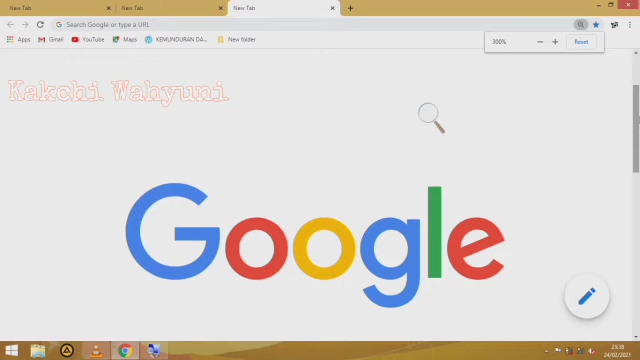 New Tab
New Tab
New Tab
Search Google or type a URL
Apps
Gmail
YouTube
Maps
KEMUNDURAN DA...
New folder
300%
Reset
Kakchi Wahyuni
Google
23,18
24/02/2021